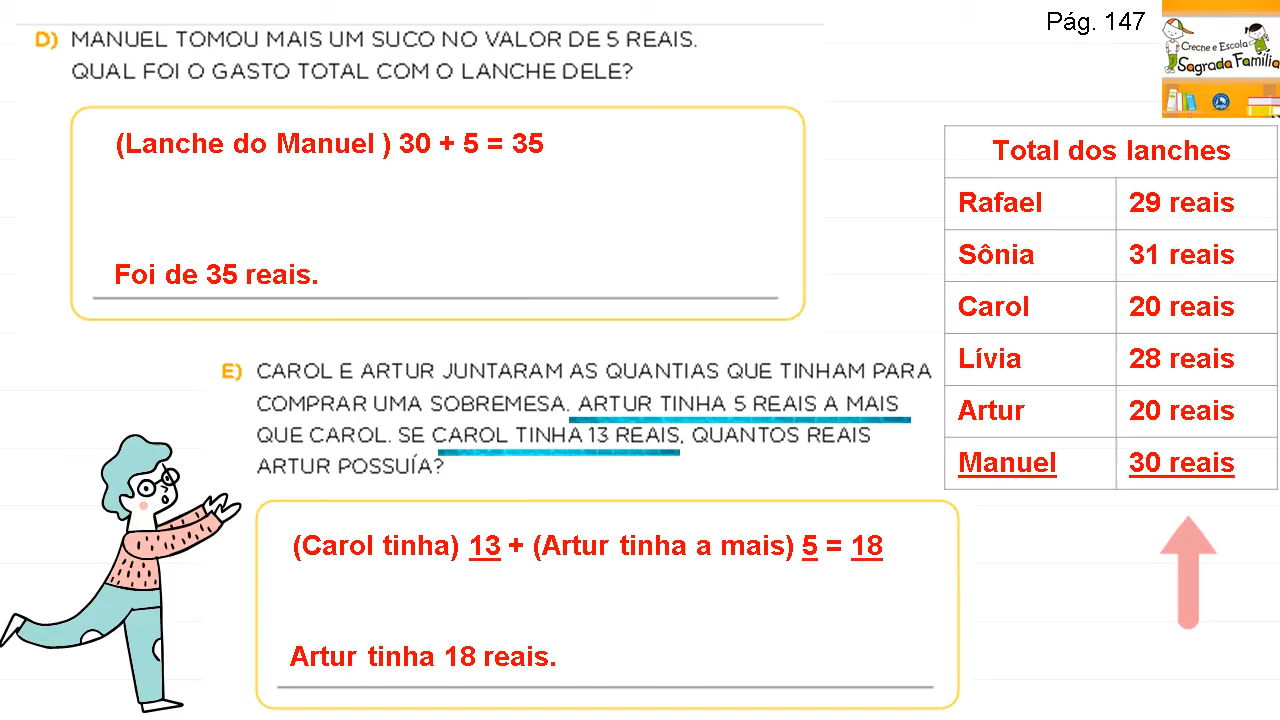 Pág. 147
Creche e Escola
Sagrada Família
D) MANUEL TOMOU MAIS UM SUCO NO VALOR DE 5 REAIS.
QUAL FOI O GASTO TOTAL COM O LANCHE DELE?
(Lanche do Manuel ) 30 + 5 = 35
Foi de 35 reais.
Total dos lanches
Rafael 29 reais
Sônia 31 reais
Carol 20 reais
Lívia 28 reais
Artur 20 reais
Manuel 30 reais
E) CAROL E ARTUR JUNTARAM AS QUANTIAS QUE TINHAM PARA
COMPRAR UMA SOBREMESA. ARTUR TINHA 5 REAIS A MAIS
QUE CAROL. SE CAROL TINHA 13 REAIS, QUANTOS REAIS
ARTUR POSSUÍA?
(Carol tinha) 13 + (Artur tinha a mais) 5 = 18
Artur tinha 18 reais.